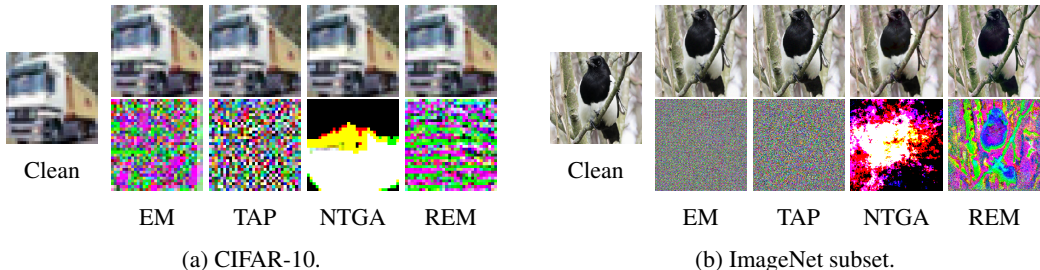 Clean
EM TAP NTGA REM
(a) CIFAR-10.
Clean
EM TAP NTGA REM
(b) ImageNet subset.